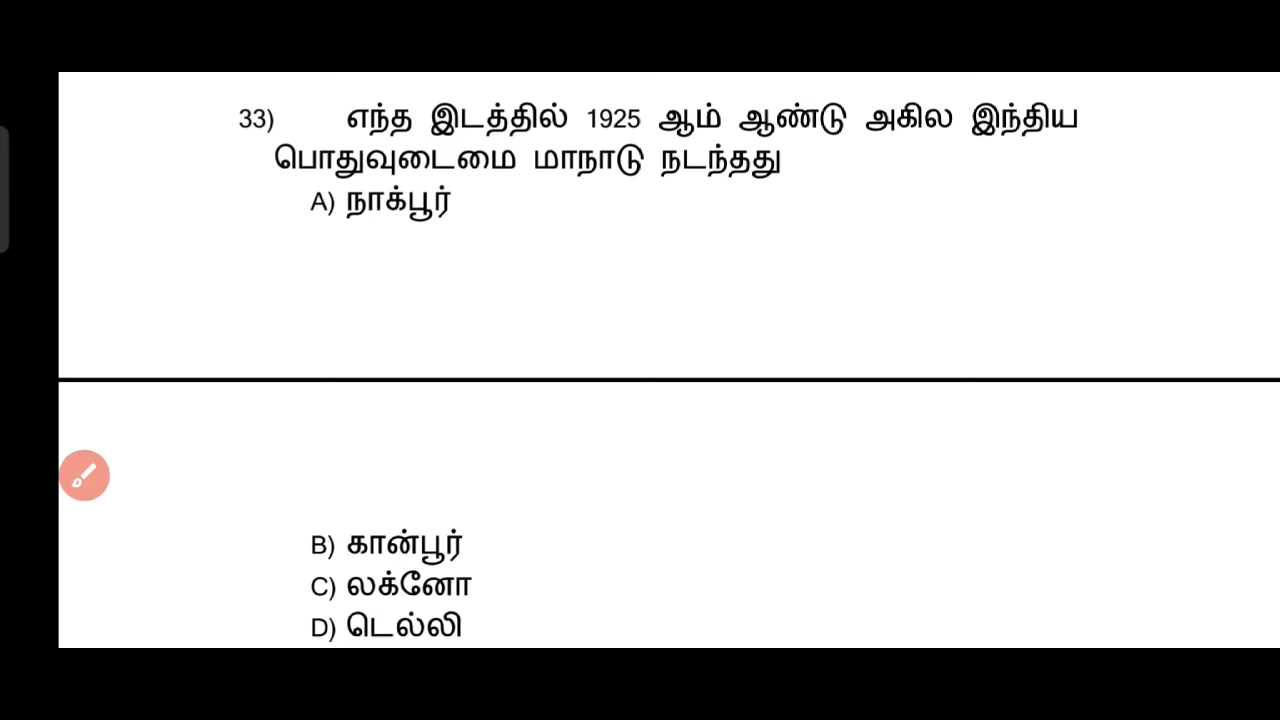 33) எந்த இடத்தில் 1925 ஆம் ஆண்டு அகில இந்திய
பொதுவுடைமை மாநாடு நடந்தது
A) நாக்பூர்
B) கான்பூர்
C) லக்னோ
D) டெல்லி